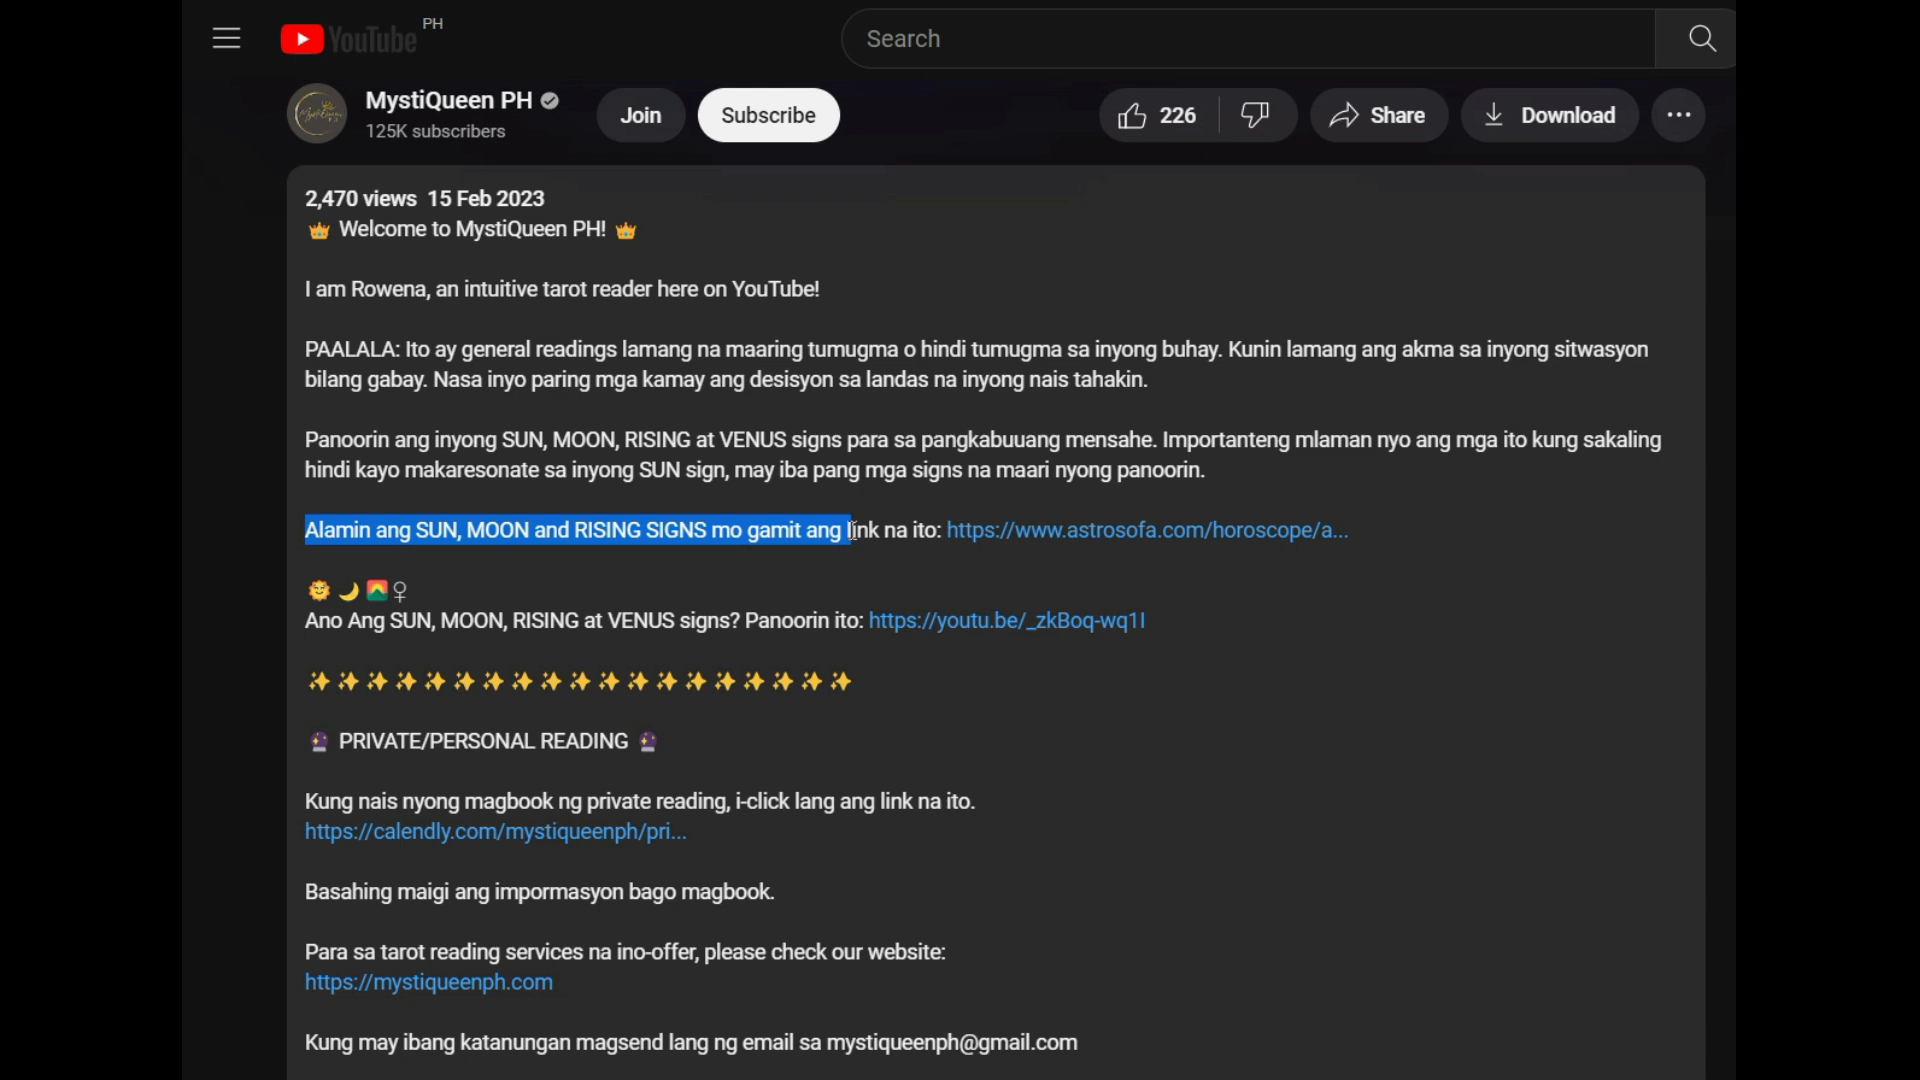 YouTube PH
Search
MystiQueen PH
125K subscribers
Join
Subscribe
226
Share
Download
2,470 views 15 Feb 2023
👑 Welcome to MystiQueen PH! 👑
I am Rowena, an intuitive tarot reader here on YouTube!
PAALALA: Ito ay general readings lamang na maaring tumugma o hindi tumugma sa inyong buhay. Kunin lamang ang akma sa inyong sitwasyon
bilang gabay. Nasa inyo paring mga kamay ang desisyon sa landas na inyong nais tahakin.
Panoorin ang inyong SUN, MOON, RISING at VENUS signs para sa pangkabuuang mensahe. Importanteng mlaman nyo ang mga ito kung sakaling
hindi kayo makaresonate sa inyong SUN sign, may iba pang mga signs na maari nyong panoorin.
Alamin ang SUN, MOON and RISING SIGNS mo gamit ang link na ito: https://www.astrosofa.com/horoscope/a...
🌞 🌙 🌄 ♀
Ano Ang SUN, MOON, RISING at VENUS signs? Panoorin ito: https://youtu.be/_zkBoq-wq1I
✨ ✨ ✨ ✨ ✨ ✨ ✨ ✨ ✨ ✨ ✨ ✨ ✨ ✨ ✨ ✨ ✨ ✨ ✨
🔮 PRIVATE/PERSONAL READING 🔮
Kung nais nyong magbook ng private reading, i-click lang ang link na ito.
https://calendly.com/mystiqueenph/pri...
Basahing maigi ang impormasyon bago magbook.
Para sa tarot reading services na ino-offer, please check our website:
https://mystiqueenph.com
Kung may ibang katanungan magsend lang ng email sa mystiqueenph@gmail.com